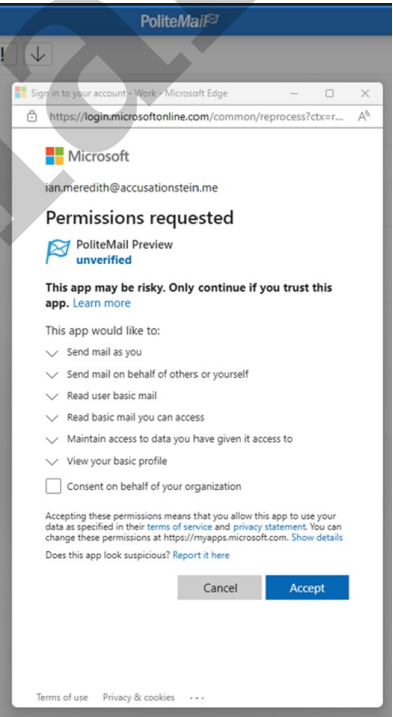 PoliteMail
Sign in to your account - Work - Microsoft Edge
https://login.microsoftonline.com/common/reprocess?ctx=r...
Microsoft
ian.meredith@accusationstein.me
Permissions requested
PoliteMail Preview
unverified
This app may be risky. Only continue if you trust this
app. Learn more
This app would like to:
Send mail as you
Send mail on behalf of others or yourself
Read user basic mail
Read basic mail you can access
Maintain access to data you have given it access to
View your basic profile
Consent on behalf of your organization
Accepting these permissions means that you allow this app to use your
data as specified in their terms of service and privacy statement. You can
change these permissions at https://myapps.microsoft.com. Show details
Does this app look suspicious? Report it here
Cancel Accept
Terms of use Privacy & cookies ...